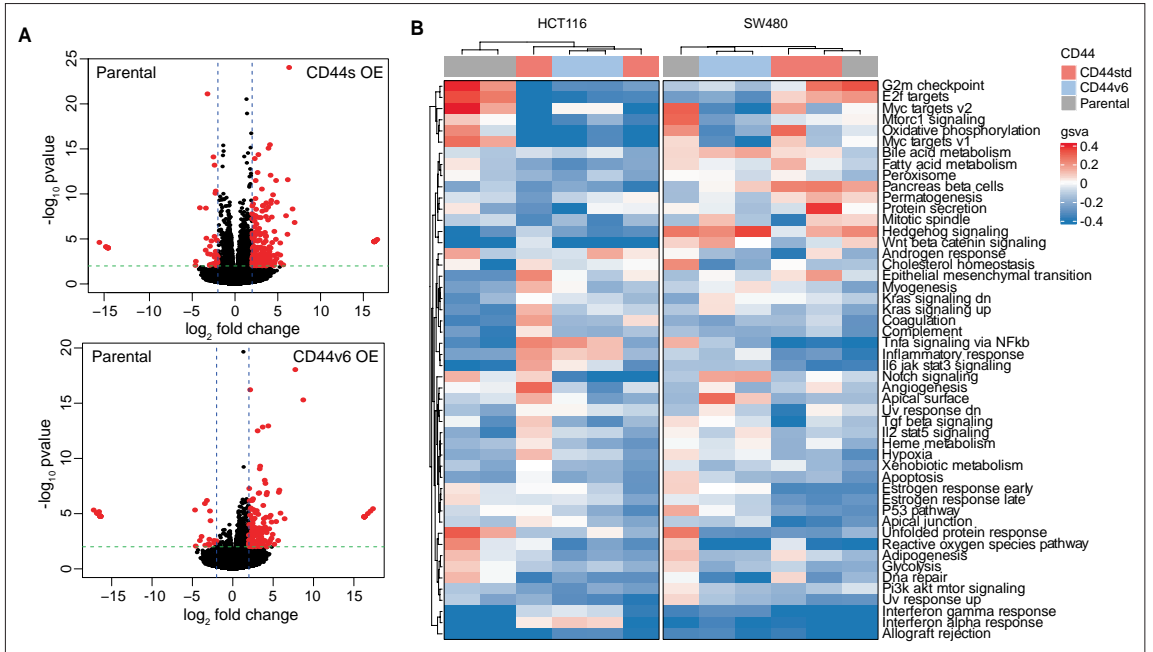 A
Parental
CD44s OE
25
20
15
10
5
0
-log10 pvalue
−15
−10
−5
0
5
10
15
log2 fold change
Parental
CD44v6 OE
20
15
10
5
0
-log10 pvalue
−15
−10
-5
0
5
10
15
log2 fold change
B
HCT116
SW480
G2m checkpoint
E2f targets
Myc targets v2
Mtorc1 signaling
Oxidative phosphorylation
Myc targets v1
Bile acid metabolism
Fatty acid metabolism
Peroxisome
Pancreas beta cells
Permatogenesis
Protein secretion
Mitotic spindle
Hedgehog signaling
Wnt beta catenin signaling
Androgen response
Cholesterol homeostasis
Epithelial mesenchymal transition
Myogenesis
Kras signaling dn
Kras signaling up
Coagulation
Complement
Tnfa signaling via NFkb
Inflammatory response
Il6 jak stat3 signaling
Notch signaling
Angiogenesis
Apical surface
Uv response dn
Tgf beta signaling
Il2 stat5 signaling
Heme metabolism
Hypoxia
Xenobiotic metabolism
Apoptosis
Estrogen response early
Estrogen response late
P53 pathway
Apical junction
Unfolded protein response
Reactive oxygen species pathway
Adipogenesis
Glycolysis
Dna repair
Pi3k akt mtor signaling
Uv response up
Interferon gamma response
Interferon alpha response
Allograft rejection
CD44
CD44std
CD44v6
Parental
gsva
0.4
0.2
0
-0.2
-0.4